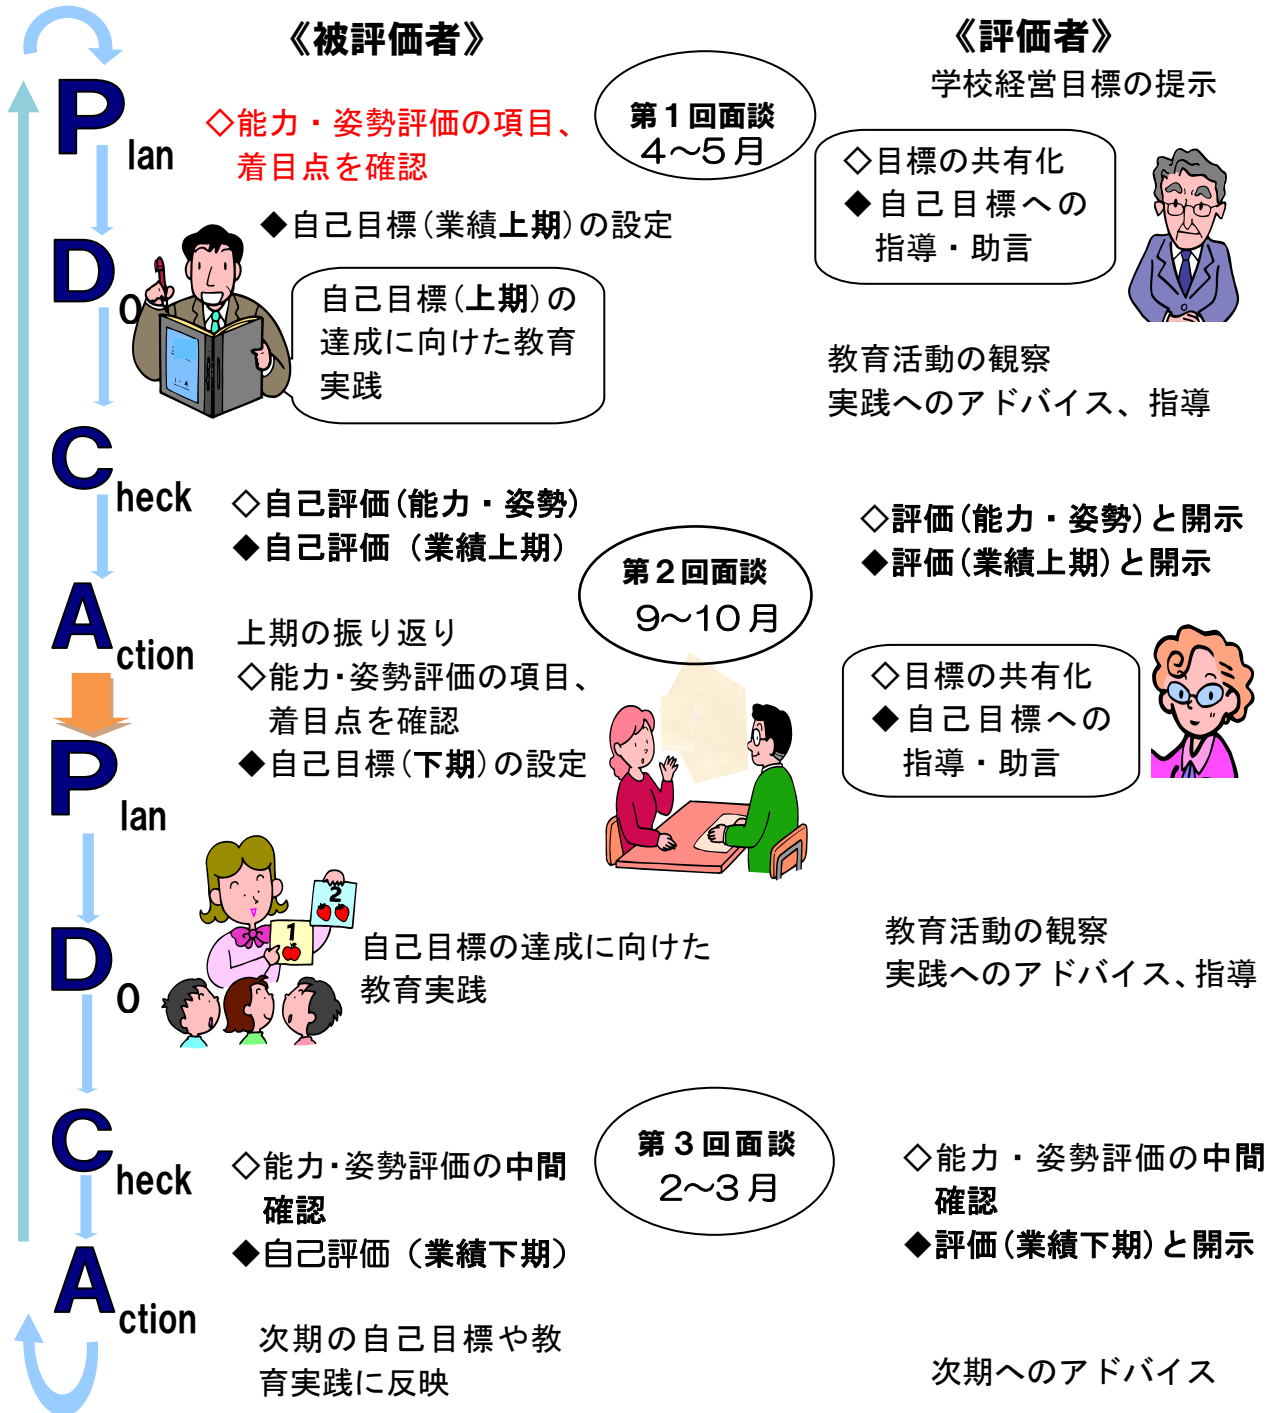 《被評価者》
《評価者》
学校経営目標の提示
Plan
◇能力・姿勢評価の項目、
着目点を確認
第1回面談
4～5月
◇目標の共有化
◆自己目標への
指導・助言
◆自己目標(業績上期)の設定
Do
自己目標(上期)の
達成に向けた教育
実践
教育活動の観察
実践へのアドバイス、指導
Check
◇自己評価(能力・姿勢)
◆自己評価（業績上期）
第2回面談
9～10月
◇評価(能力・姿勢)と開示
◆評価(業績上期)と開示
Action
上期の振り返り
◇能力・姿勢評価の項目、
着目点を確認
◆自己目標(下期)の設定
◇目標の共有化
◆自己目標への
指導・助言
Plan
1
2
Do
自己目標の達成に向けた
教育実践
教育活動の観察
実践へのアドバイス、指導
Check
◇能力・姿勢評価の中間
確認
◆自己評価（業績下期）
第3回面談
2～3月
◇能力・姿勢評価の中間
確認
◆評価(業績下期)と開示
Action
次期の自己目標や教
育実践に反映
次期へのアドバイス